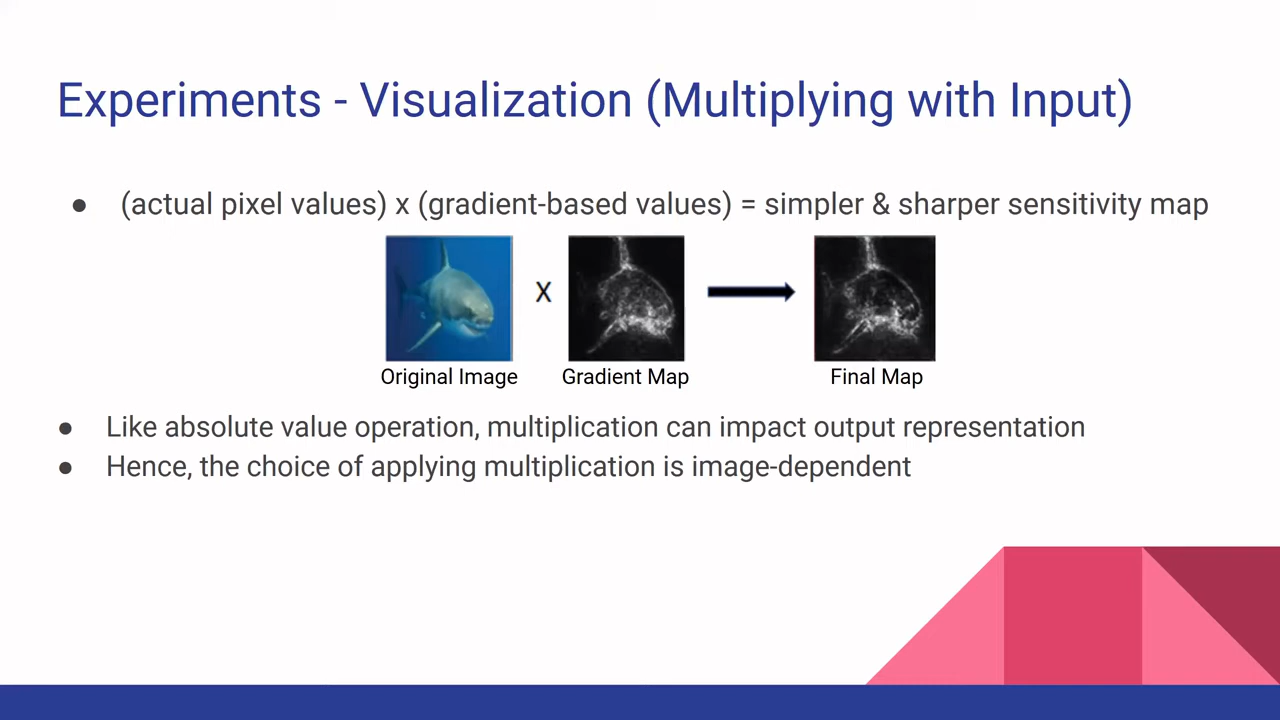 Experiments - Visualization (Multiplying with Input)
● (actual pixel values) x (gradient-based values) = simpler & sharper sensitivity map
X
Original Image
Gradient Map
Final Map
● Like absolute value operation, multiplication can impact output representation
● Hence, the choice of applying multiplication is image-dependent